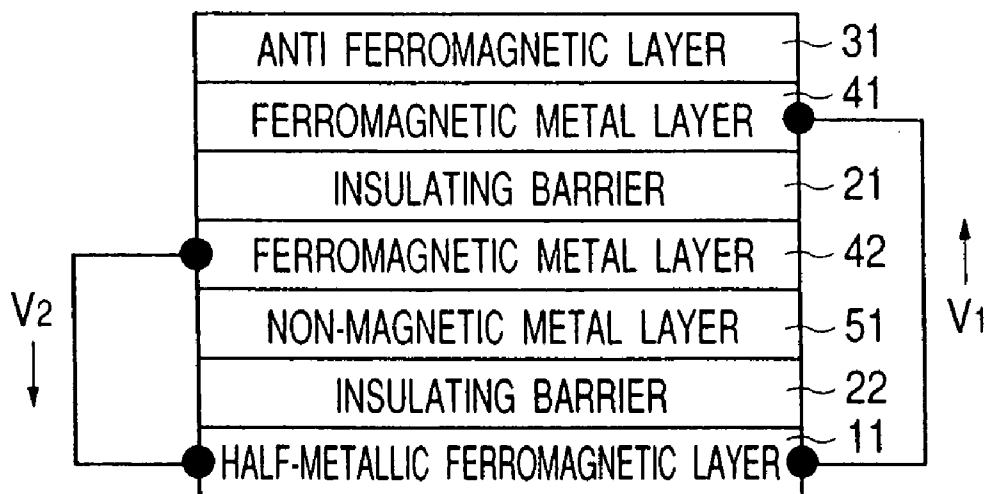 ANTI FERROMAGNETIC LAYER 31
FERROMAGNETIC METAL LAYER 41
INSULATING BARRIER 21
FERROMAGNETIC METAL LAYER 42
NON-MAGNETIC METAL LAYER 51
INSULATING BARRIER 22
HALF-METALLIC FERROMAGNETIC LAYER 11
V2
V1